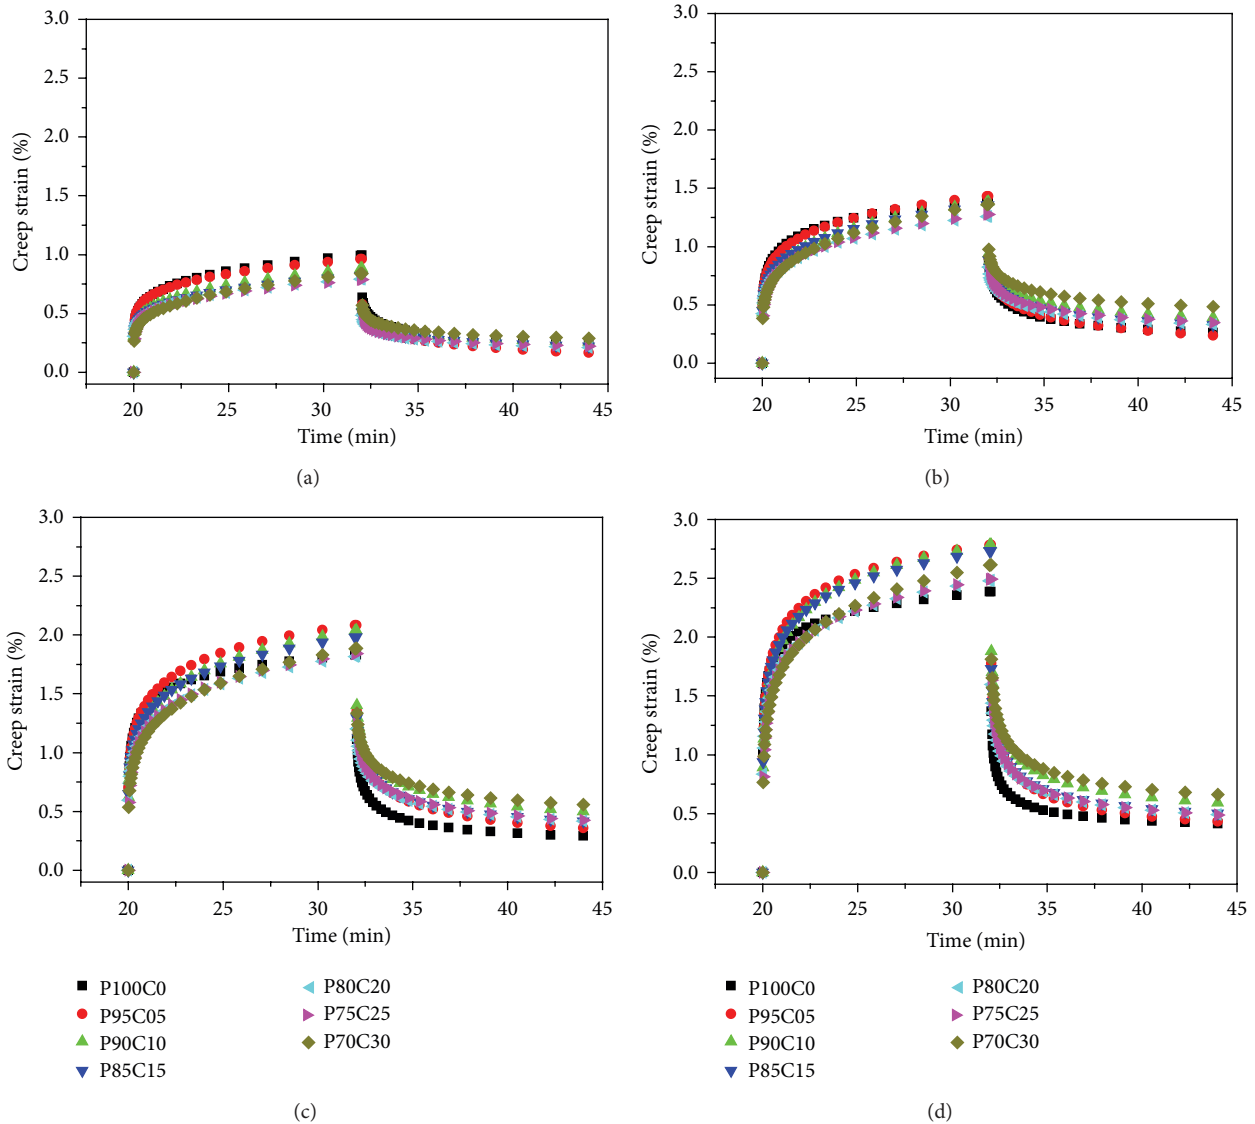 3.0
2.5
2.0
1.5
1.0
0.5
0.0
Creep strain (%)
20 25 30 35 40 45
Time (min)
(a)
3.0
2.5
2.0
1.5
1.0
0.5
0.0
Creep strain (%)
20 25 30 35 40 45
Time (min)
(b)
3.0
2.5
2.0
1.5
1.0
0.5
0.0
Creep strain (%)
20 25 30 35 40 45
Time (min)
P100C0
P95C05
P90C10
P85C15
P80C20
P75C25
P70C30
(c)
3.0
2.5
2.0
1.5
1.0
0.5
0.0
Creep strain (%)
20 25 30 35 40 45
Time (min)
P100C0
P95C05
P90C10
P85C15
P80C20
P75C25
P70C30
(d)